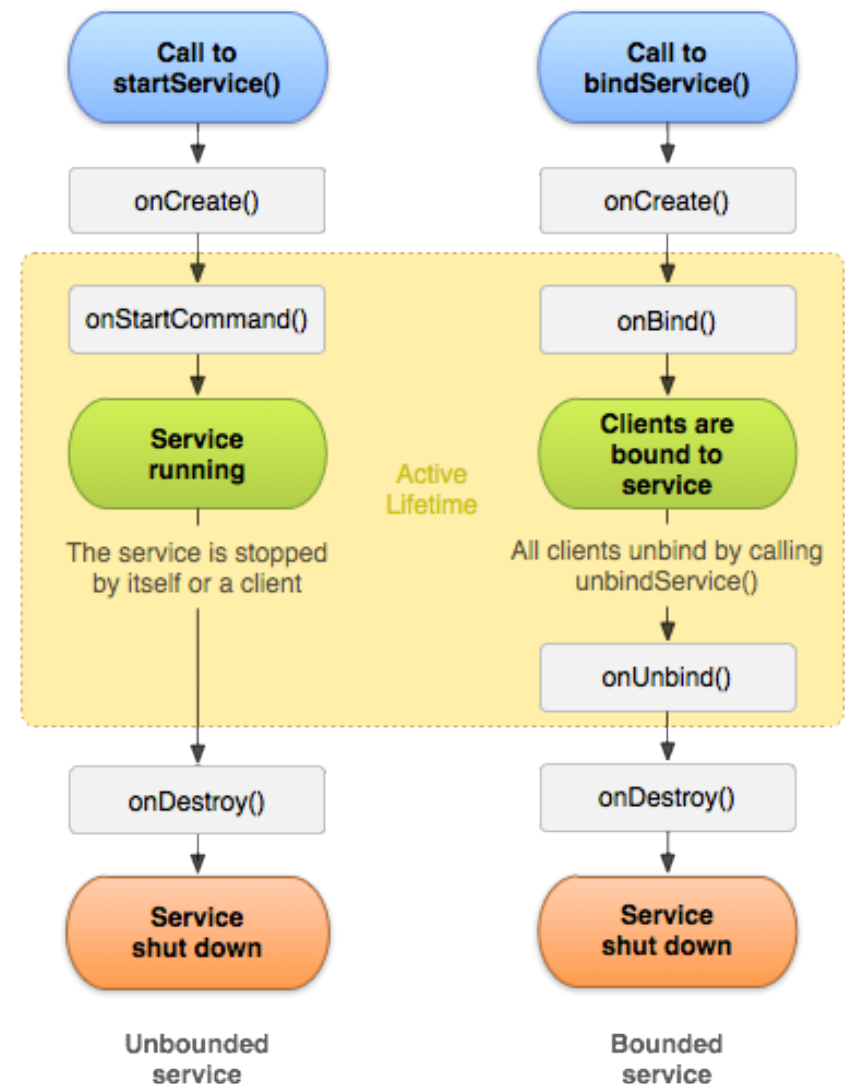 Call to
startService()
onCreate()
onStartCommand()
Service
running
The service is stopped
by itself or a client
onDestroy()
Service
shut down
Unbounded
service
Active
Lifetime
Call to
bindService()
onCreate()
onBind()
Clients are
bound to
service
All clients unbind by calling
unbindService()
onUnbind()
onDestroy()
Service
shut down
Bounded
service